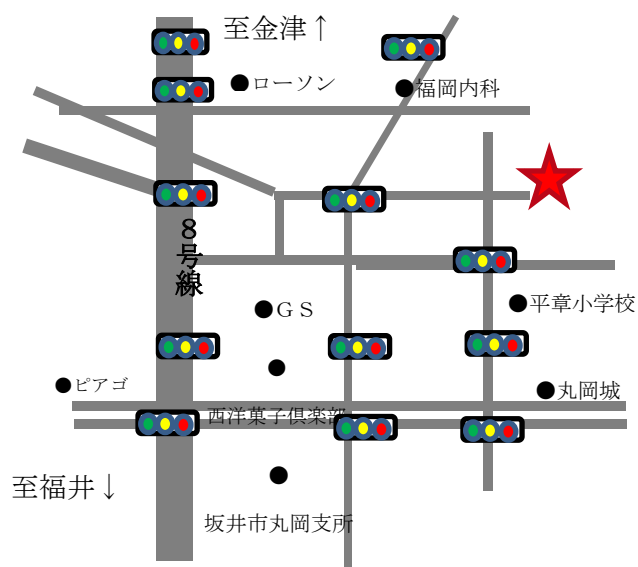 至金津↑
●ローソン
●福岡内科
8号線
●GS
●平章小学校
●ピアゴ
●丸岡城
●
西洋菓子倶楽部
至福井↓
●
坂井市丸岡支所